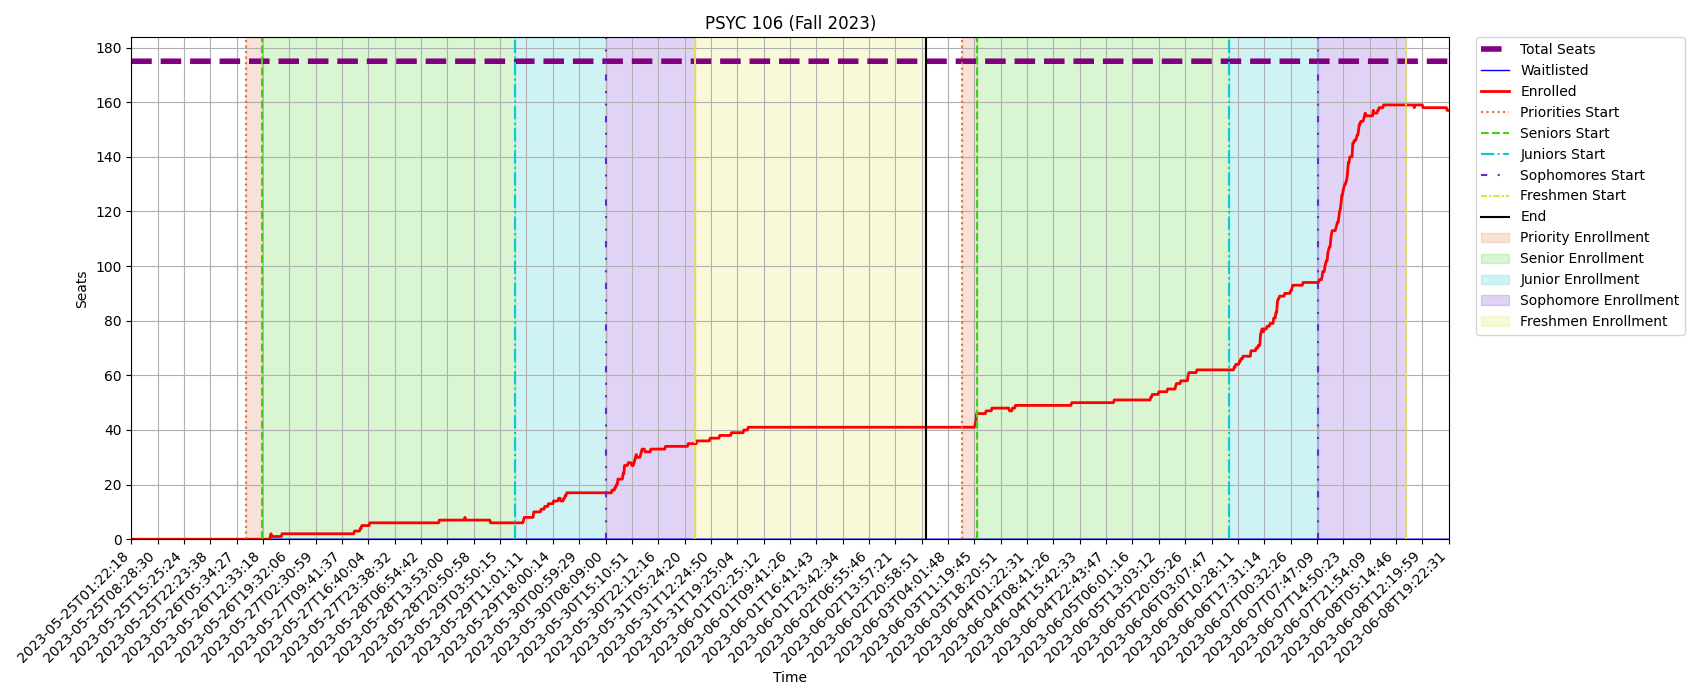 PSYC 106 (Fall 2023)
Seats
180
160
140
120
100
80
60
40
20
0
2023-05-25T01:22:18
2023-05-25T08:28:30
2023-05-25T15:25:24
2023-05-25T22:23:38
2023-05-26T05:34:27
2023-05-26T12:33:18
2023-05-26T19:32:06
2023-05-27T02:30:59
2023-05-27T09:41:37
2023-05-27T16:40:04
2023-05-27T23:38:32
2023-05-28T06:54:42
2023-05-28T13:53:00
2023-05-28T20:50:58
2023-05-29T03:50:15
2023-05-29T11:01:11
2023-05-29T18:00:14
2023-05-30T00:59:29
2023-05-30T08:09:00
2023-05-30T15:10:51
2023-05-30T22:12:16
2023-05-31T05:24:20
2023-05-31T12:24:50
2023-05-31T19:25:04
2023-06-01T02:25:12
2023-06-01T09:41:26
2023-06-01T16:41:43
2023-06-01T23:42:34
2023-06-02T06:55:46
2023-06-02T13:57:21
2023-06-02T20:58:51
2023-06-03T04:01:48
2023-06-03T11:19:45
2023-06-03T18:20:51
2023-06-04T01:22:31
2023-06-04T08:41:26
2023-06-04T15:42:33
2023-06-04T22:43:47
2023-06-05T06:01:16
2023-06-05T13:03:12
2023-06-05T20:05:26
2023-06-06T03:07:47
2023-06-06T10:28:11
2023-06-06T17:31:14
2023-06-07T00:32:26
2023-06-07T07:47:09
2023-06-07T14:50:23
2023-06-07T21:54:09
2023-06-08T05:14:46
2023-06-08T12:19:59
2023-06-08T19:22:31
Time
Total Seats
Waitlisted
Enrolled
Priorities Start
Seniors Start
Juniors Start
Sophomores Start
Freshmen Start
End
Priority Enrollment
Senior Enrollment
Junior Enrollment
Sophomore Enrollment
Freshmen Enrollment